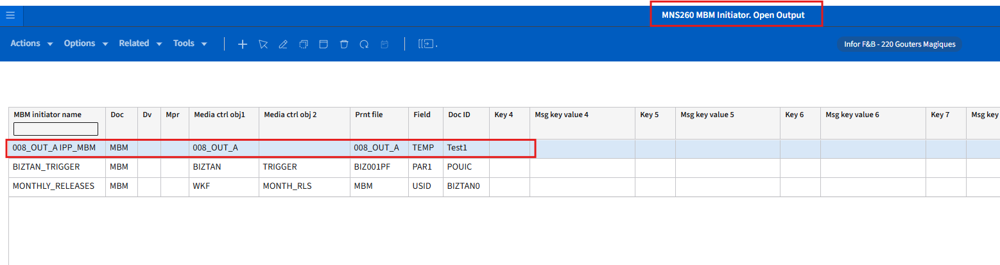 MNS260 MBM Initiator. Open Output
Actions Options Related Tools
Infor F&B - 220 Gouters Magiques
MBM initiator name Doc Dv Mpr Media ctrl obj1 Media ctrl obj 2 Prnt file Field Doc ID Key 4 Msg key value 4 Key 5 Msg key value 5 Key 6 Msg key value 6 Key 7 Msg key
008_OUT_A IPP_MBM MBM 008_OUT_A 008_OUT_A TEMP Test1
BIZTAN_TRIGGER MBM BIZTAN TRIGGER BIZ001PF PAR1 POUIC
MONTHLY_RELEASES MBM WKF MONTH_RLS MBM USID BIZTAN0